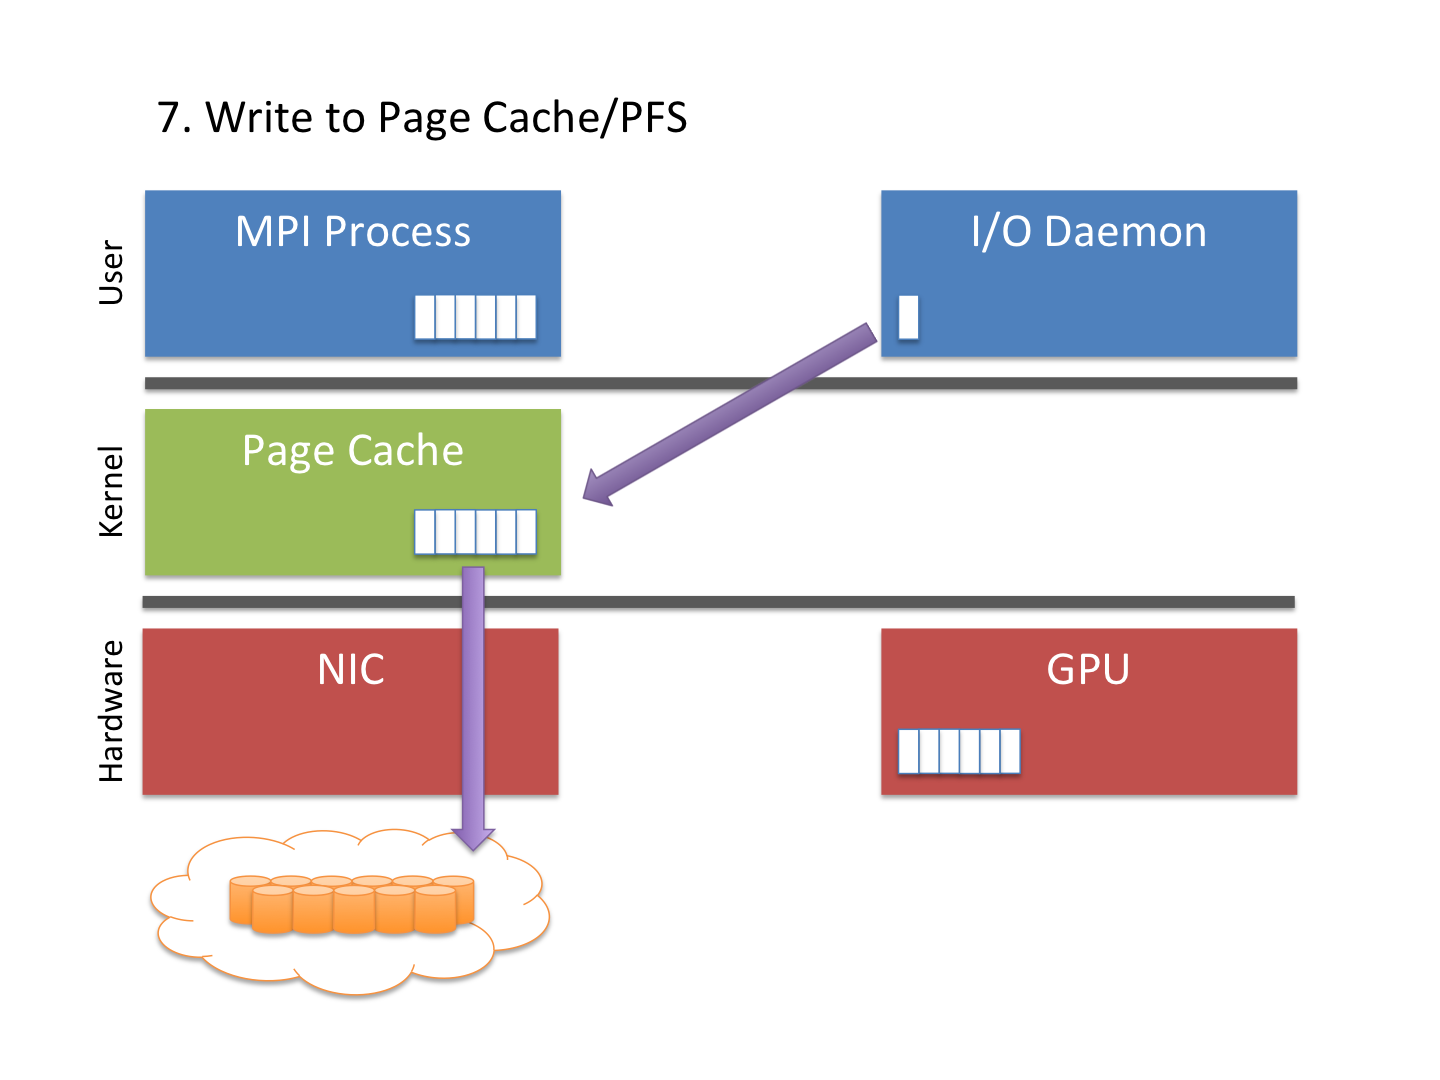 7. Write to Page Cache/PFS
User
MPI Process
I/O Daemon
Kernel
Page Cache
Hardware
NIC
GPU